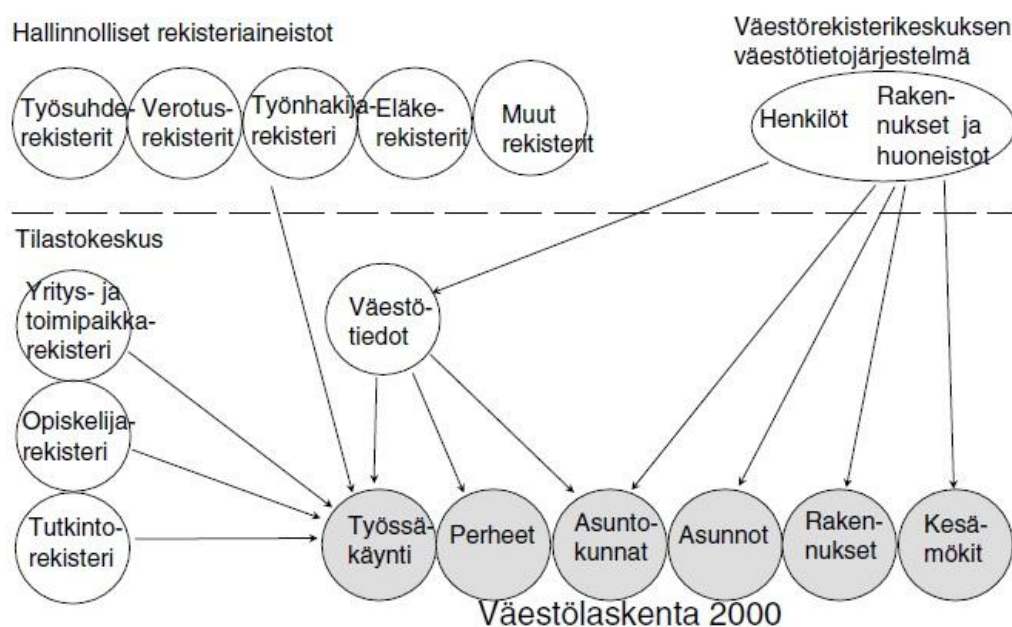 Hallinnolliset rekisteriaineistot
Väestörekisterikeskuksen
väestötietojärjestelmä
Työsuhde-
rekisterit
Verotus-
rekisterit
Työnhakija-
rekisteri
Eläke-
rekisterit
Muut
rekisterit
Henkilöt
Raken-
nukset ja
huoneistot
Tilastokeskus
Yritys- ja
toimipaikka-
rekisteri
Väestö-
tiedot
Opiskelija-
rekisteri
Tutkinto-
rekisteri
Työssä-
käynti
Perheet
Asunto-
kunnat
Asunnot
Raken-
nukset
Kesä-
mökit
Väestölaskenta 2000